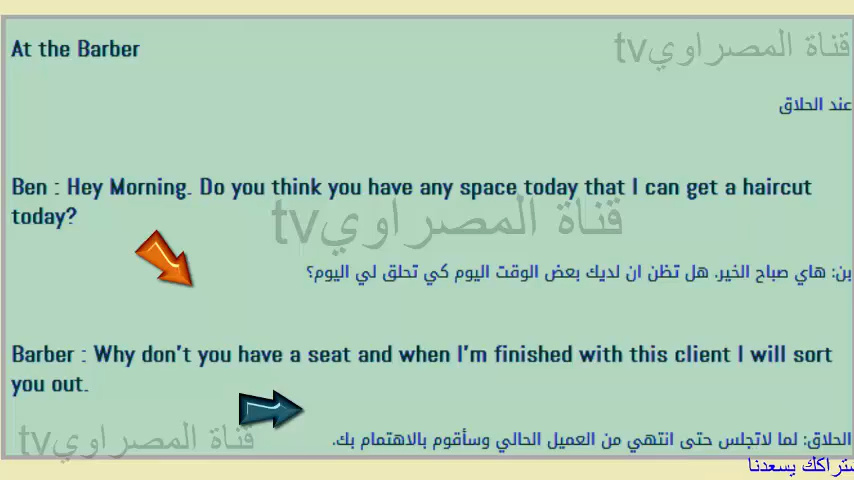 At the Barber
قناة المصراويtv
عند الحلاق
Ben : Hey Morning. Do you think you have any space today that I can get a haircut
today?
قناة المصراويtv
بن: هاي صباح الخير. هل تظن ان لديك بعض الوقت اليوم كي تحلق لي اليوم؟
Barber : Why don't you have a seat and when I'm finished with this client I will sort
you out.
قناة المصراويtv
الحلاق: لما لاتجلس حتى انتهي من العميل الحالي وسأقوم بالاهتمام بك.
يسعدنا